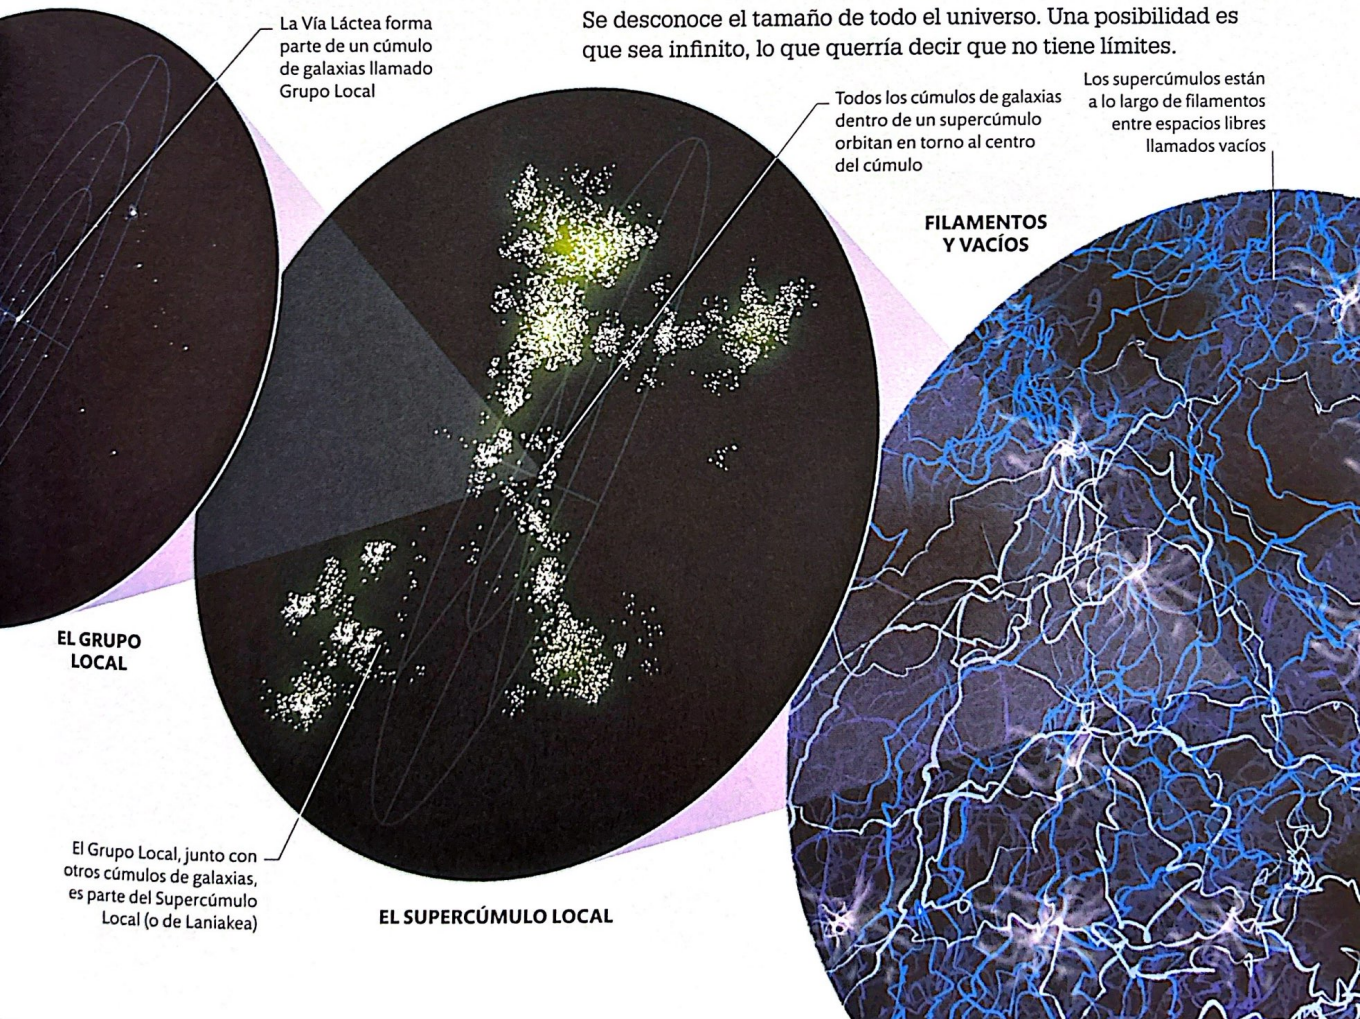 Se desconoce el tamaño de todo el universo. Una posibilidad es
que sea infinito, lo que querría decir que no tiene límites.
La Vía Láctea forma
parte de un cúmulo
de galaxias llamado
Grupo Local
Todos los cúmulos de galaxias
dentro de un supercúmulo
orbitan en torno al centro
del cúmulo
Los supercúmulos están
a lo largo de filamentos
entre espacios libres
llamados vacíos
FILAMENTOS
Y VACÍOS
EL GRUPO
LOCAL
El Grupo Local, junto con
otros cúmulos de galaxias,
es parte del Supercúmulo
Local (o de Laniakea)
EL SUPERCÚMULO LOCAL